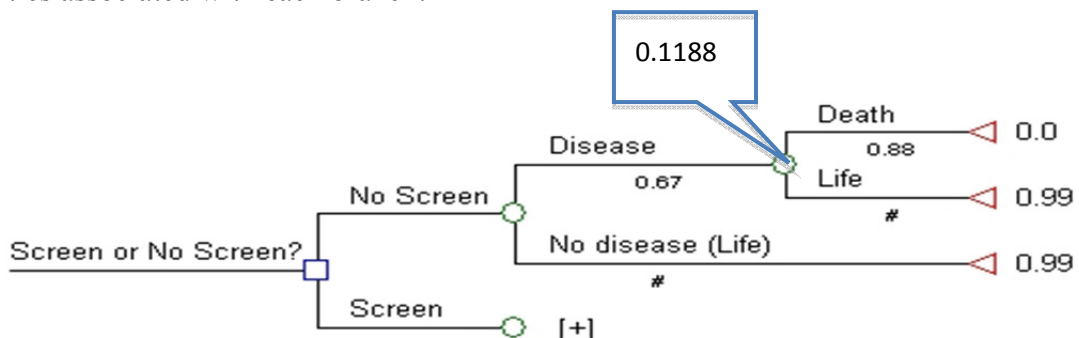 0.1188
Death
0.0
0.88
Disease
0.67
Life
0.99
#
No Screen
No disease (Life)
0.99
#
Screen or No Screen?
Screen
[+]